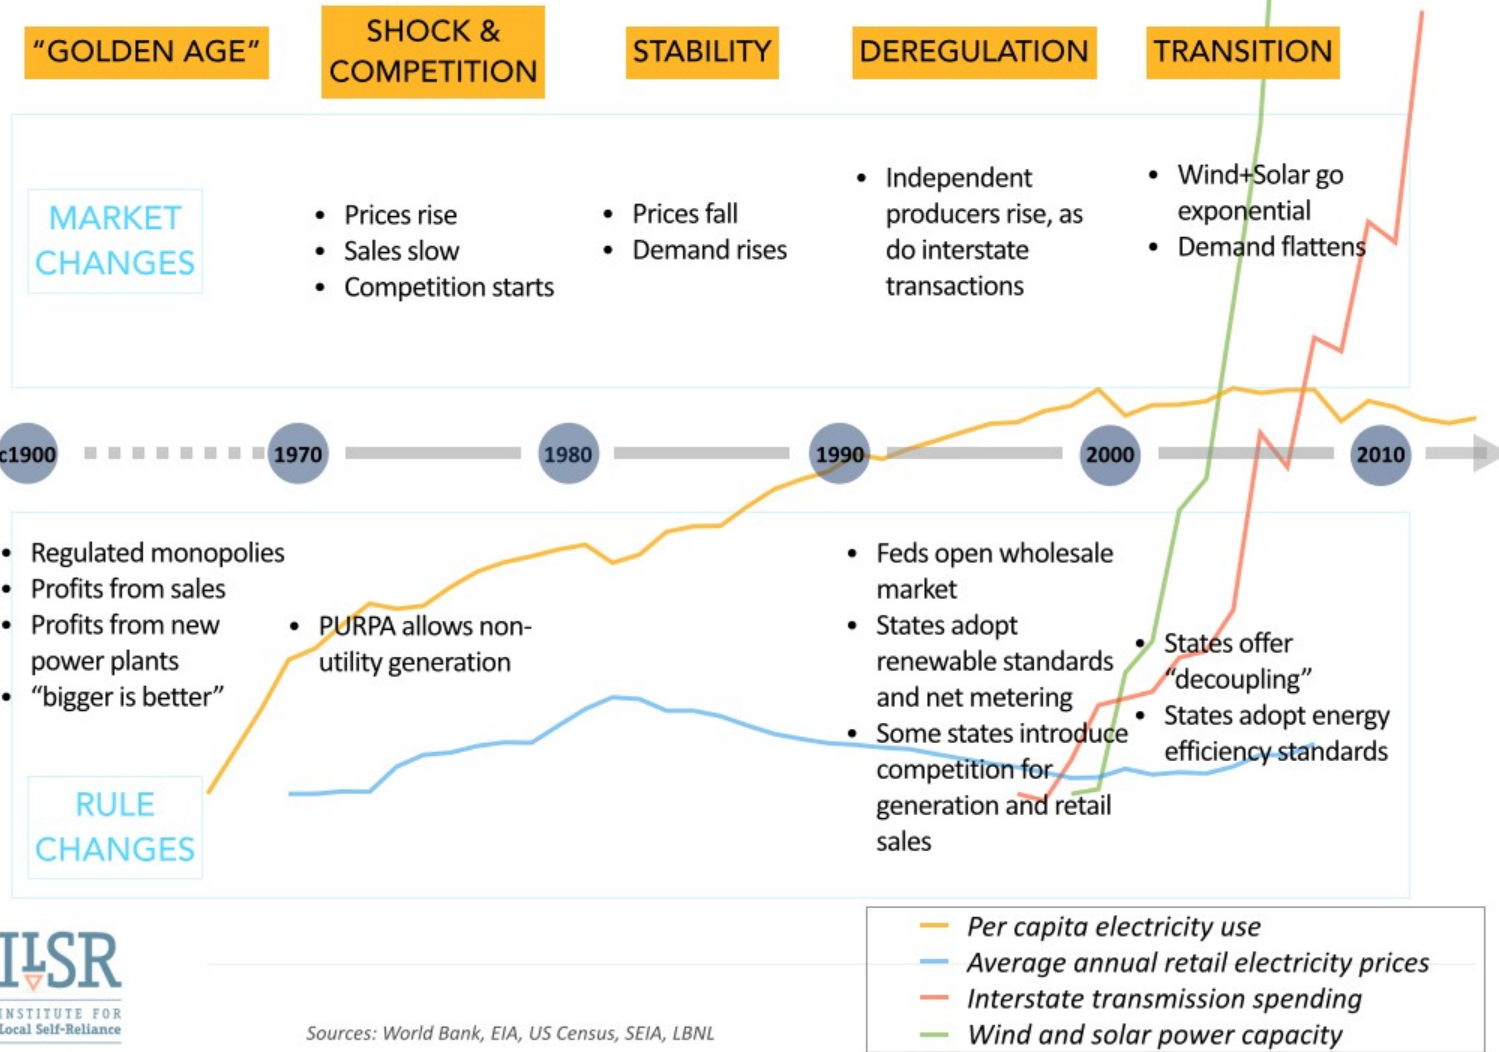 “GOLDEN AGE”
SHOCK &
COMPETITION
STABILITY
DEREGULATION
TRANSITION
MARKET
CHANGES
• Prices rise
• Sales slow
• Competition starts
• Prices fall
• Demand rises
• Independent
producers rise, as
do interstate
transactions
• Wind+Solar go
exponential
• Demand flattens
c1900
1970
1980
1990
2000
2010
• Regulated monopolies
• Profits from sales
• Profits from new
power plants
• “bigger is better”
• PURPA allows non-
utility generation
• Feds open wholesale
market
• States adopt
renewable standards
and net metering
• Some states introduce
competition for
generation and retail
sales
• States offer
“decoupling”
• States adopt energy
efficiency standards
RULE
CHANGES
ILSR
INSTITUTE FOR
Local Self-Reliance
Sources: World Bank, EIA, US Census, SEIA, LBNL
Per capita electricity use
Average annual retail electricity prices
Interstate transmission spending
Wind and solar power capacity